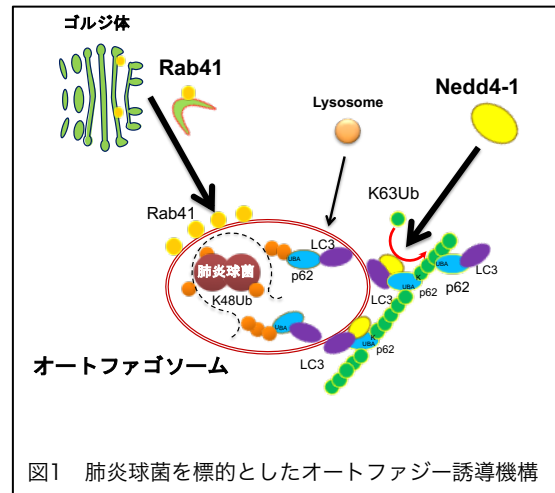 ゴルジ体
Rab41
Lysosome
Nedd4-1
K63Ub
Rab41
LC3
UBA
p62
肺炎球菌
K48Ub
UBA
LC3
UBA
K
p62
UBA
p62
LC3
UBA
K
p62
LC3
オートファゴソーム
図1 肺炎球菌を標的としたオートファジー誘導機構